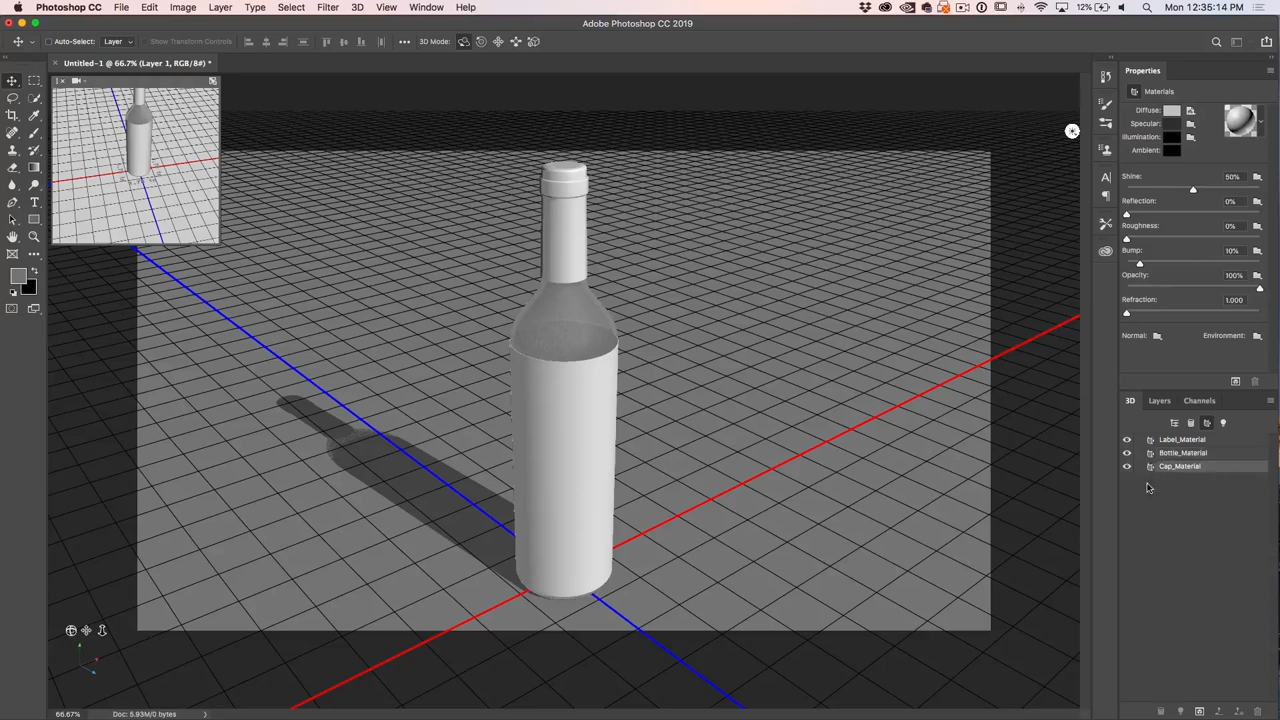 Photoshop CC File Edit Image Layer Type Select Filter 3D View Window Help 12% Mon 12:35:14 PM
Adobe Photoshop CC 2019
Auto-Select: Layer Show Transform Controls 3D Mode:
× Untitled-1 @ 66.7% (Layer 1, RGB/8#) *
Properties
Materials
Diffuse:
Specular:
Illumination:
Ambient:
Shine: 50%
Reflection: 0%
Roughness: 0%
Bump: 10%
Opacity: 100%
Refraction: 1.000
Normal: Environment:
3D Layers Channels
Label_Material
Bottle_Material
Cap_Material
66.67% Doc: 5.93M/0 bytes